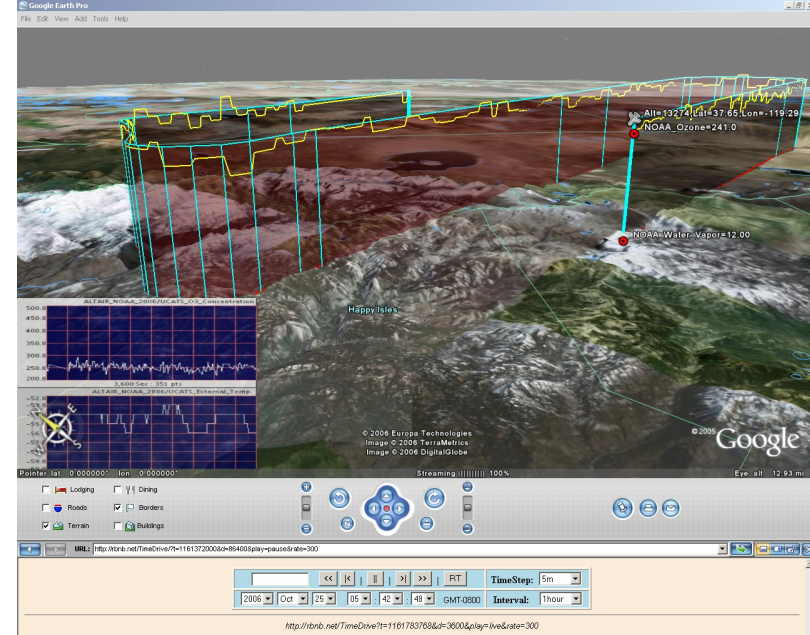 Google Earth Pro
File Edit View Add Tools Help
Alt=13274,Lat=37.65,Lon=-119.29
NOAA_Ozone=241.0
NOAA_Water_Vapor=12.00
Happy Isles
ALTAIR_NOAA_2006/UCATS_O3_Concentration
500.0
450.0
400.0
350.0
300.0
250.0
200.0
3,600 Sec : 351 pts
ALTAIR_NOAA_2006/UCATS_External_Temp
© 2006 Europa Technologies
Image © 2006 TerraMetrics
Image © 2006 DigitalGlobe
© 2005 Google
Pointer lat 0.000000° lon 0.000000° Streaming |||||||||| 100% Eye alt 12.93 mi
Lodging Dining
Roads Borders
Terrain Buildings
URL: http://rbnb.net/TimeDrive/?t=1161372000&d=86400&play=pause&rate=300
<< |< | || | >| >> | RT TimeStep: 5m
2006 Oct 25 05 : 42 : 48 GMT-0800 Interval: 1hour
http://rbnb.net/TimeDrive?t=1161783768&d=3600&play=live&rate=300